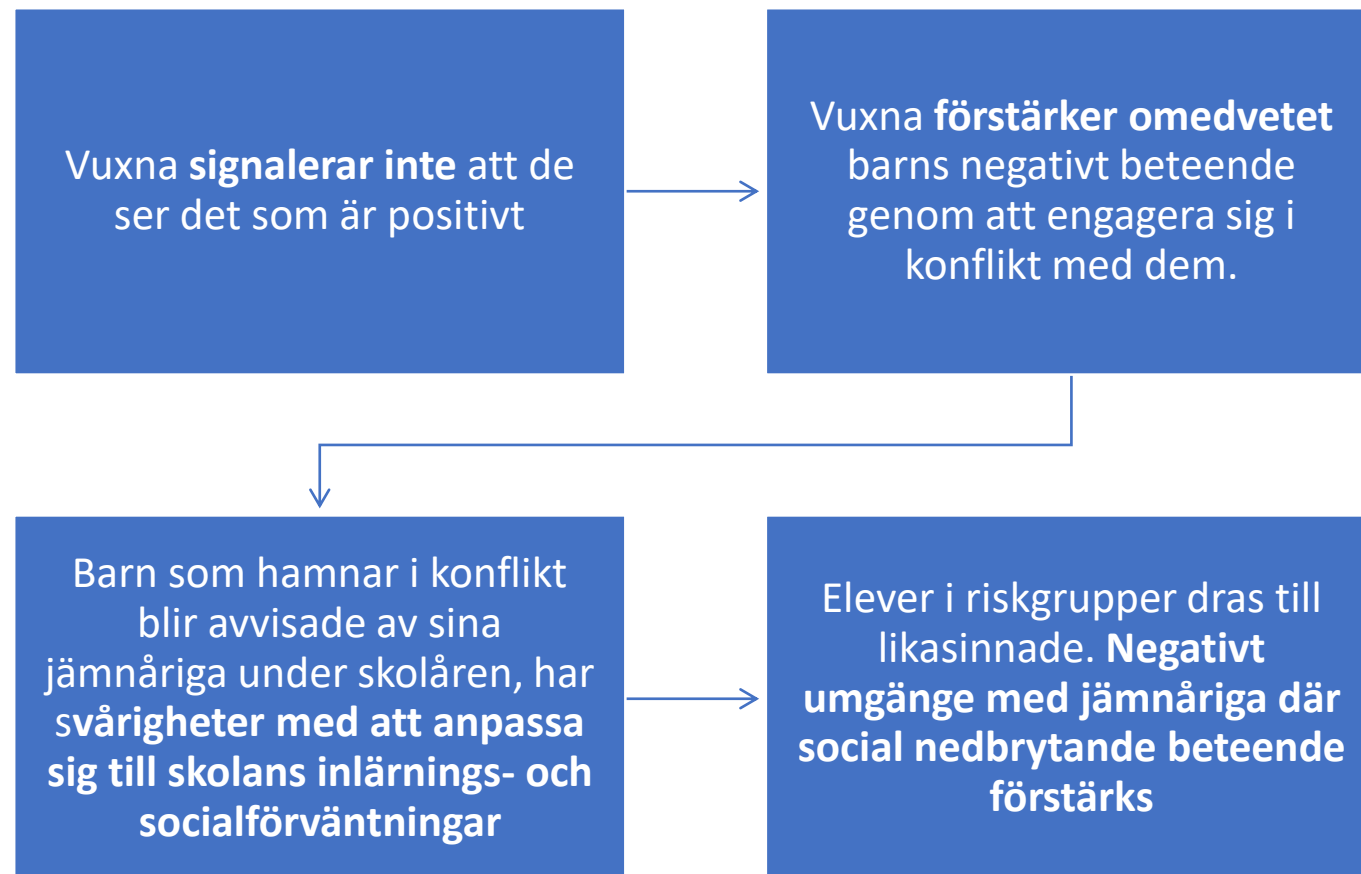 Vuxna signalerar inte att de
ser det som är positivt
Vuxna förstärker omedvetet
barns negativt beteende
genom att engagera sig i
konflikt med dem.
Barn som hamnar i konflikt
blir avvisade av sina
jämnåriga under skolåren, har
svårigheter med att anpassa
sig till skolans inlärnings- och
socialförväntningar
Elever i riskgrupper dras till
likasinnade. Negativt
umgänge med jämnåriga där
social nedbrytande beteende
förstärks